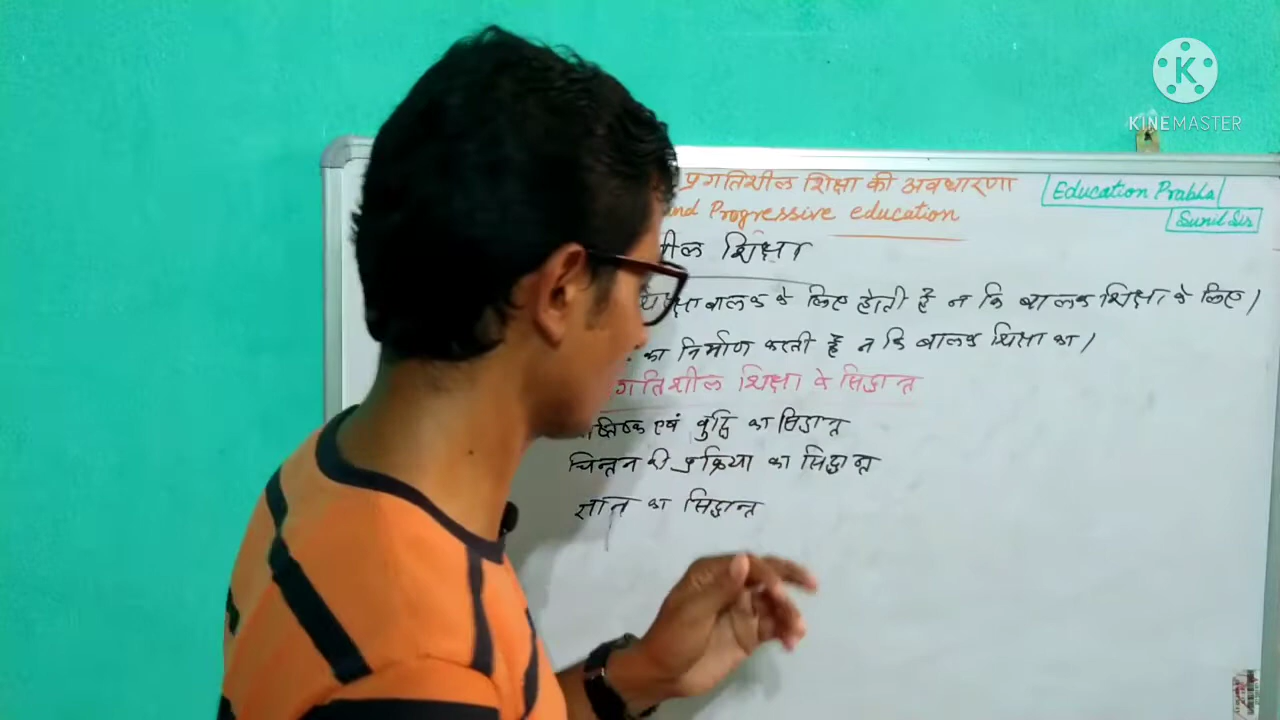 प्रगतिशील शिक्षा की अवधारणा
and Progressive education
Education Prabha
Sunil Sir
शील शिक्षा
शिक्षा बालक के लिए होती है न कि बालक शिक्षा के लिए।
का निर्माण करती है न कि बालक शिक्षा का।
गतिशील शिक्षा के सिद्धान्त
एवं बुद्धि का सिद्धान्त
चिन्तन की प्रक्रिया का सिद्धान्त
का सिद्धान्त
KINEMASTER